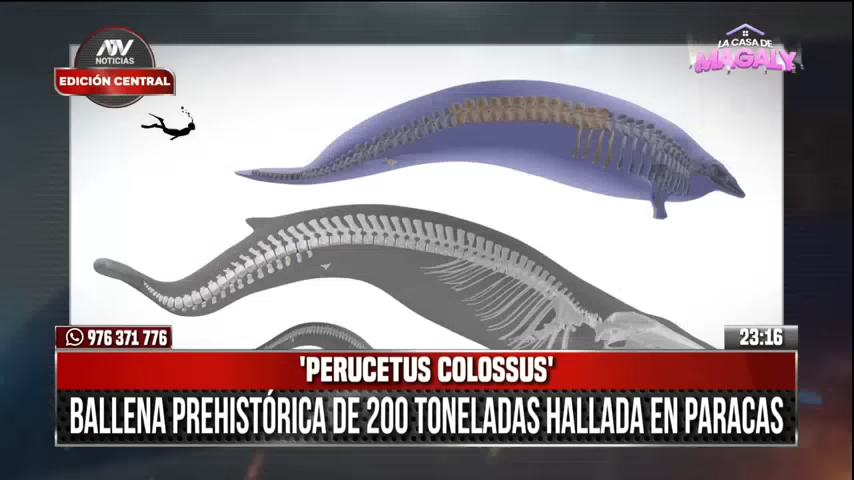 ATV
NOTICIAS
EDICIÓN CENTRAL
LA CASA DE
MAGALY
976 371 776
23:16
'PERUCETUS COLOSSUS'
BALLENA PREHISTÓRICA DE 200 TONELADAS HALLADA EN PARACAS